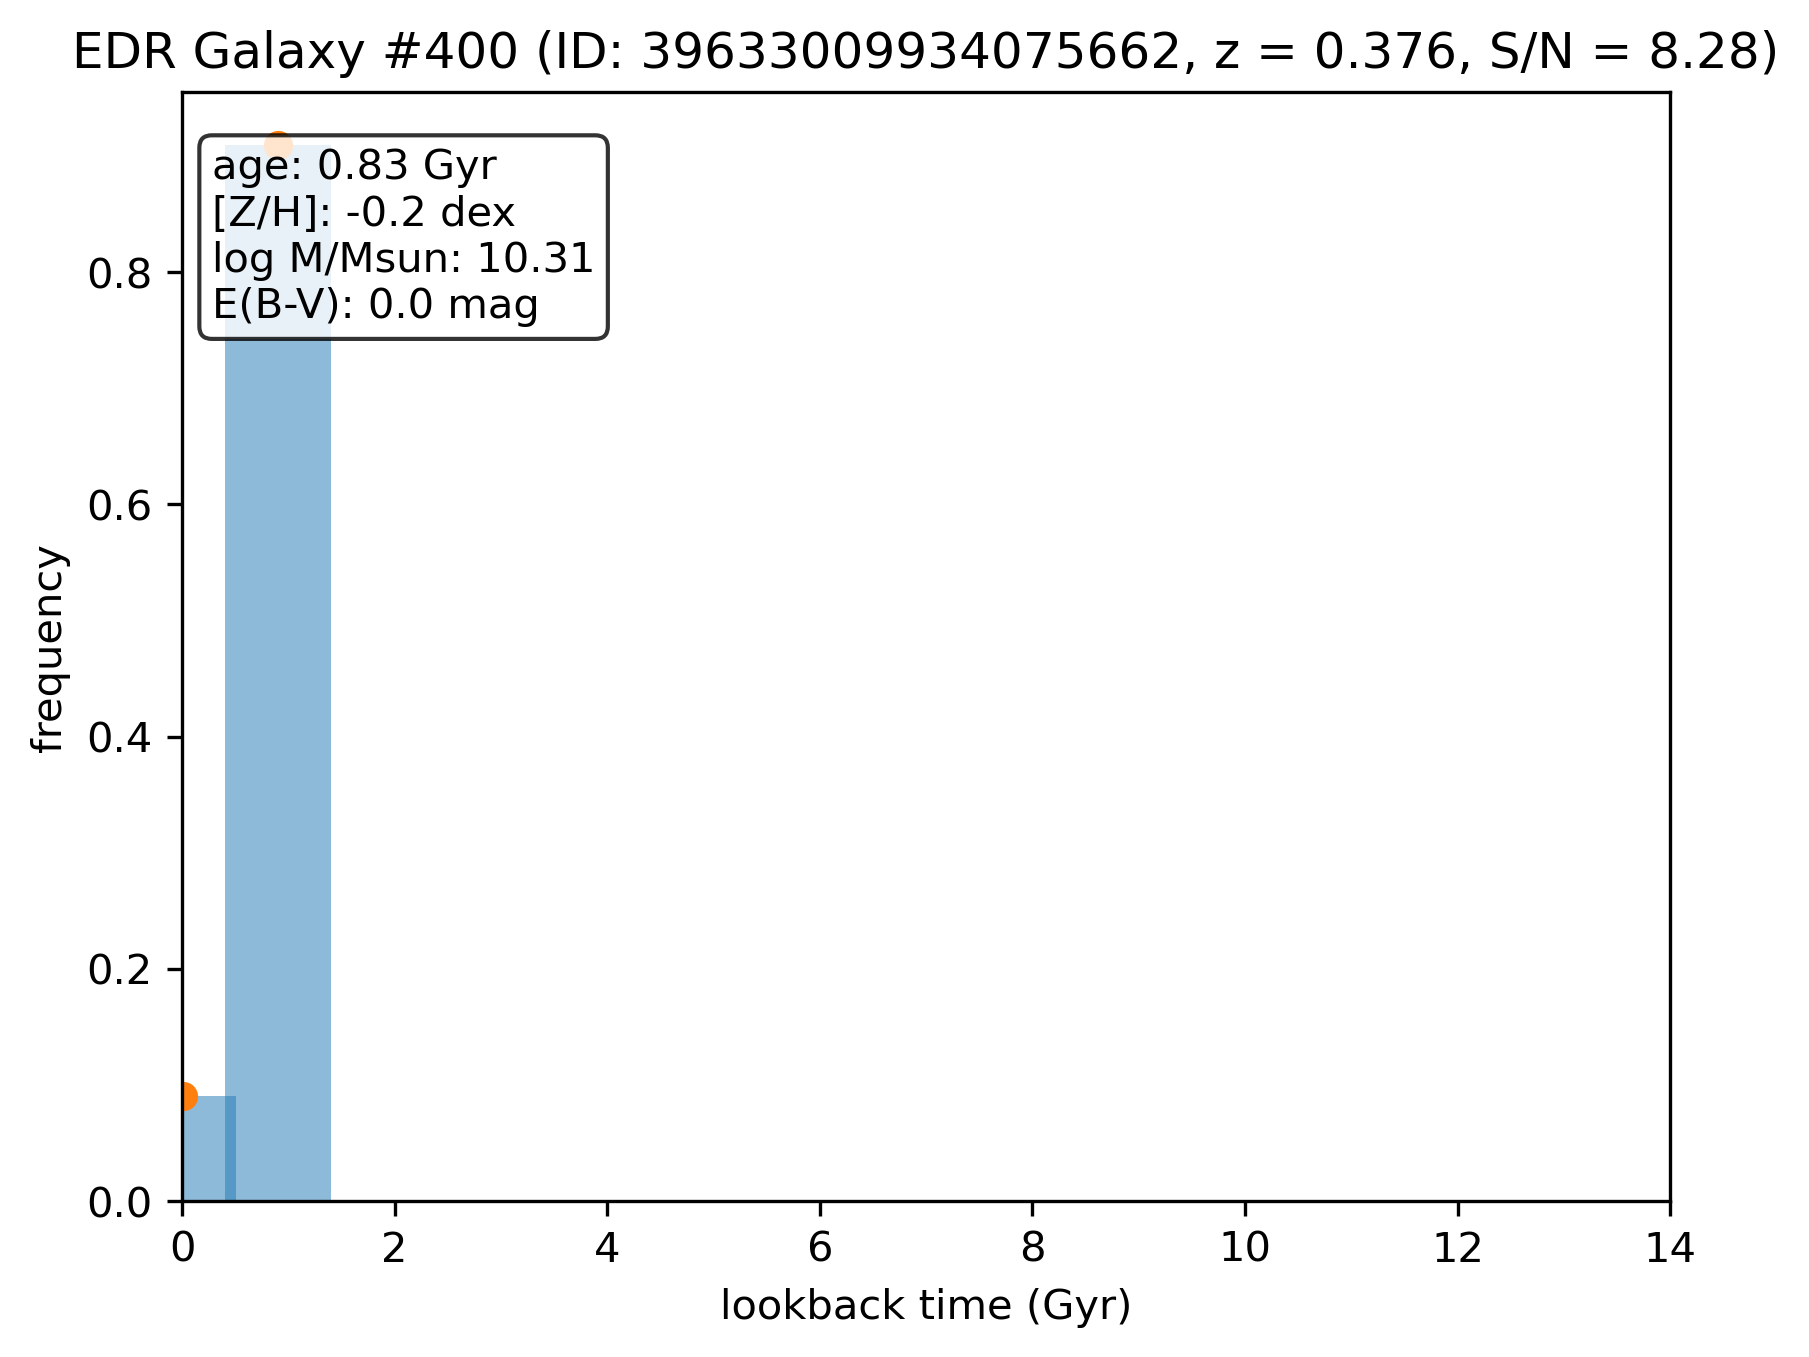 EDR Galaxy #400 (ID: 39633009934075662, z = 0.376, S/N = 8.28)
age: 0.83 Gyr
[Z/H]: -0.2 dex
log M/Msun: 10.31
E(B-V): 0.0 mag
frequency
0.8
0.6
0.4
0.2
0.0
0 2 4 6 8 10 12 14
lookback time (Gyr)